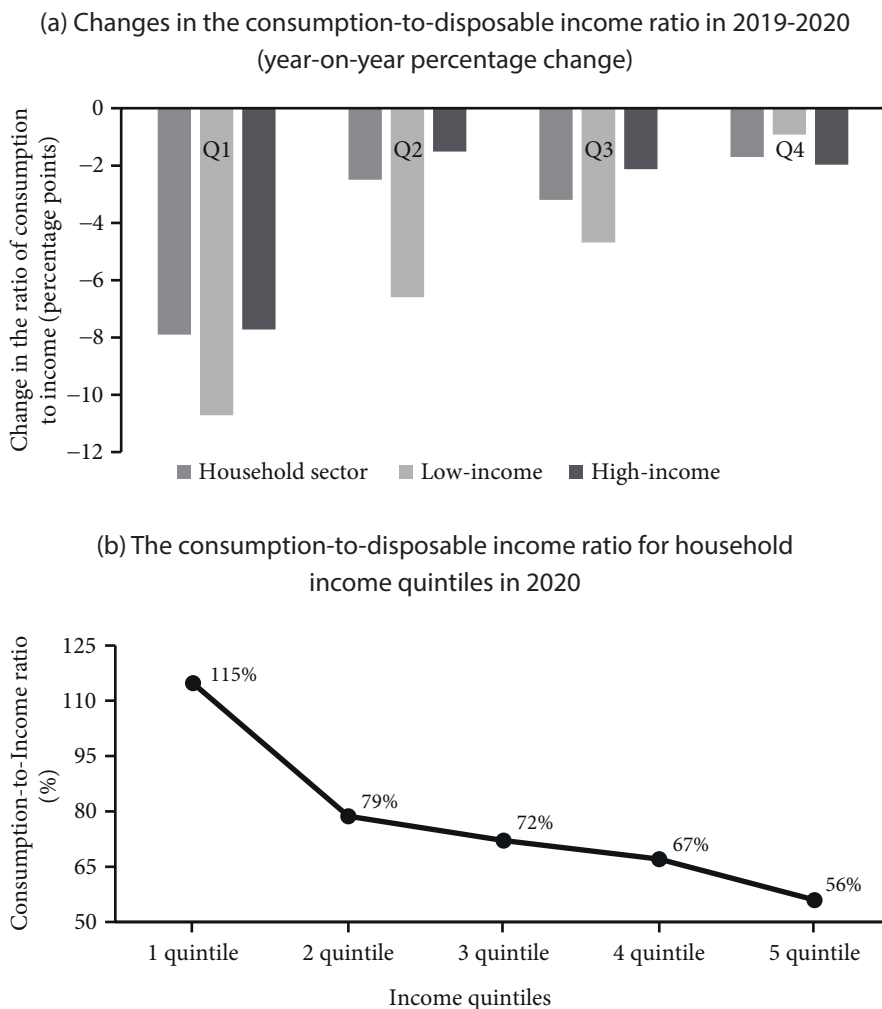 (a) Changes in the consumption-to-disposable income ratio in 2019-2020
(year-on-year percentage change)
Change in the ratio of consumption
to income (percentage points)
0
−2
−4
−6
−8
−10
−12
Q1
Q2
Q3
Q4
Household sector
Low-income
High-income
(b) The consumption-to-disposable income ratio for household
income quintiles in 2020
Consumption-to-Income ratio
(%)
125
110
95
80
65
50
115%
79%
72%
67%
56%
1 quintile
2 quintile
3 quintile
4 quintile
5 quintile
Income quintiles